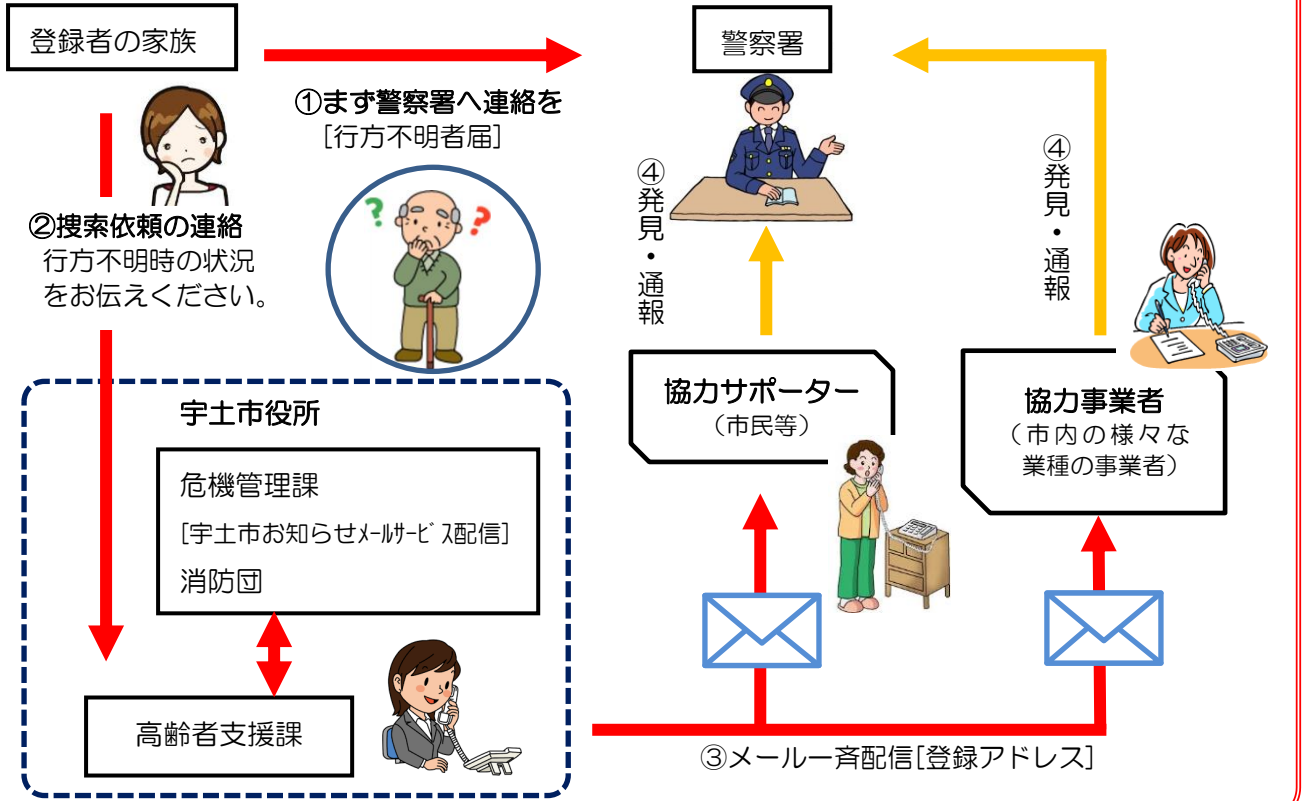 登録者の家族
警察署
①まず警察署へ連絡を
[行方不明者届]
?
?
②捜索依頼の連絡
行方不明時の状況
をお伝えください。
④発見・通報
④発見・通報
協力サポーター
（市民等）
協力事業者
（市内の様々な
業種の事業者）
宇土市役所
危機管理課
[宇土市お知らせﾒｰﾙｻｰﾋﾞｽ配信]
消防団
高齢者支援課
③メール一斉配信[登録アドレス]